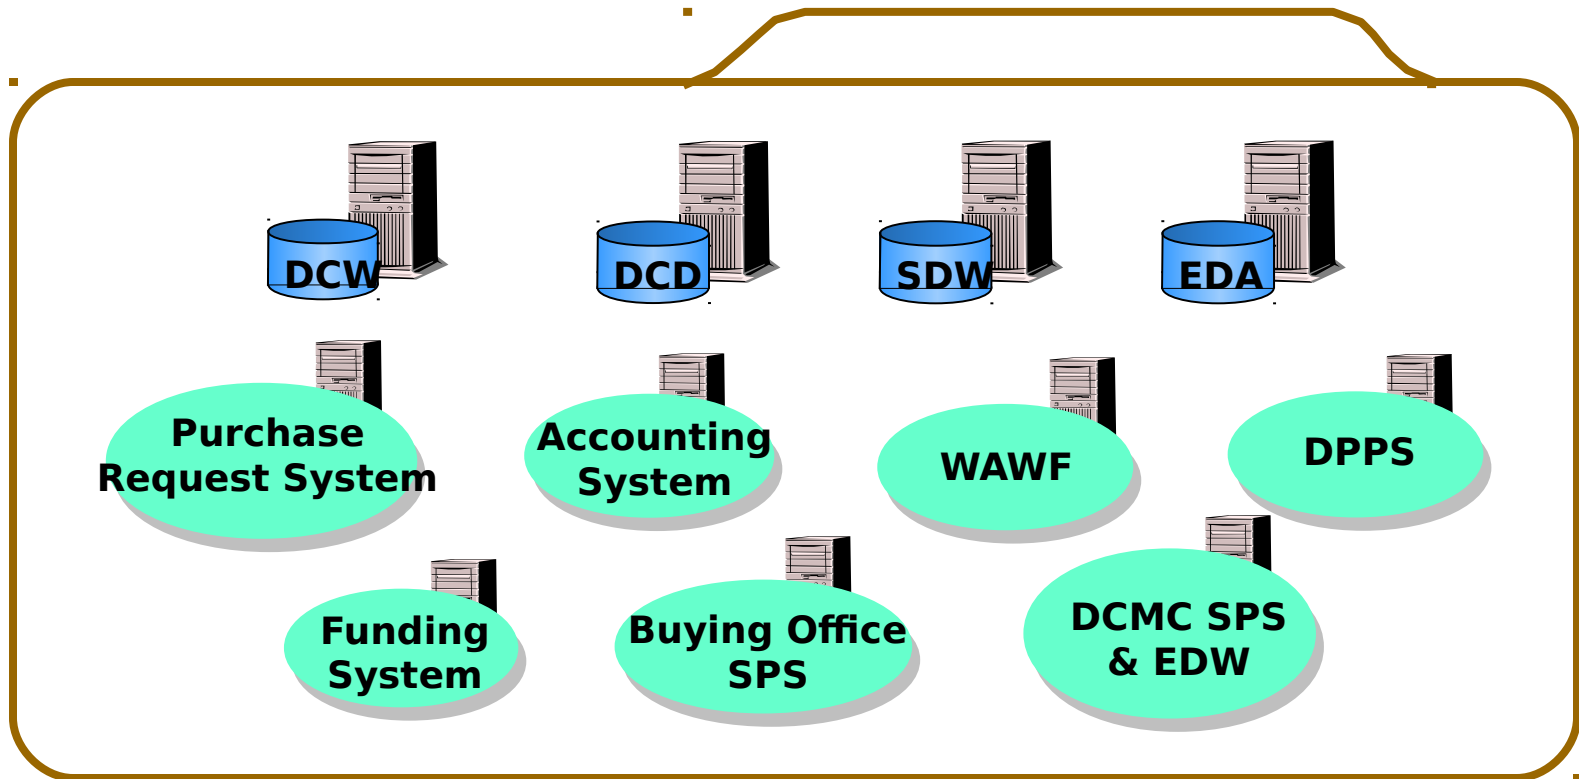 DCW
DCD
SDW
EDA
Purchase
Request System
Accounting
System
WAWF
DPPS
Funding
System
Buying Office
SPS
DCMC SPS
& EDW